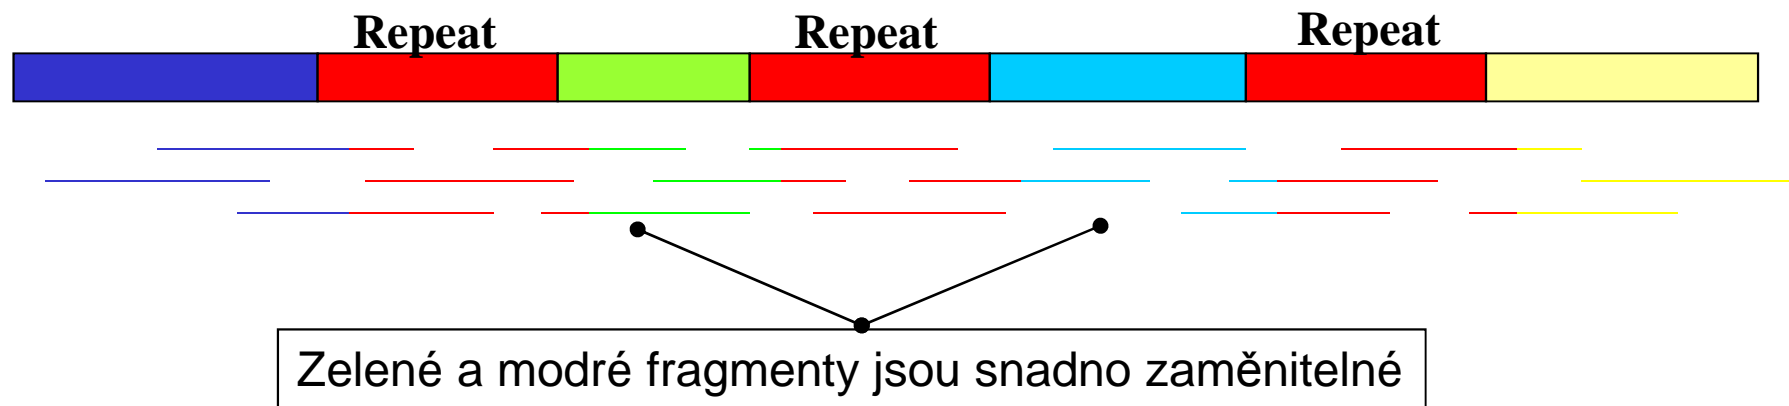 Repeat Repeat Repeat
Zelené a modré fragmenty jsou snadno zaměnitelné